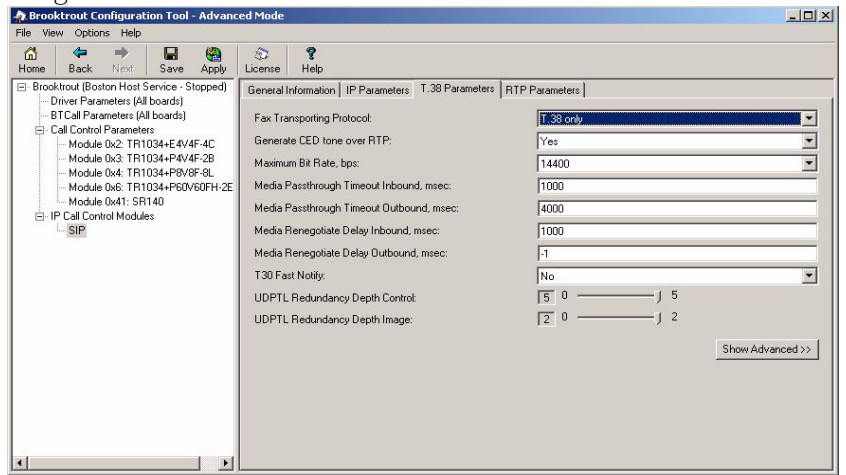 Brooktrout Configuration Tool - Advanced Mode
File View Options Help
Home Back Next Save Apply License Help
Brooktrout (Boston Host Service - Stopped)
Driver Parameters (All boards)
BTCall Parameters (All boards)
Call Control Parameters
Module 0x2: TR1034+E4V4F-4C
Module 0x3: TR1034+P4V4F-2B
Module 0x4: TR1034+P8V8F-8L
Module 0x6: TR1034+P60V60FH-2E
Module 0x41: SR140
IP Call Control Modules
SIP
General Information IP Parameters T.38 Parameters RTP Parameters
Fax Transporting Protocol: T.38 only
Generate CED tone over RTP: Yes
Maximum Bit Rate, bps: 14400
Media Passthrough Timeout Inbound, msec: 1000
Media Passthrough Timeout Outbound, msec: 4000
Media Renegotiate Delay Inbound, msec: 1000
Media Renegotiate Delay Outbound, msec: -1
T30 Fast Notify: No
UDPTL Redundancy Depth Control: 5 0 5
UDPTL Redundancy Depth Image: 2 0 2
Show Advanced >>